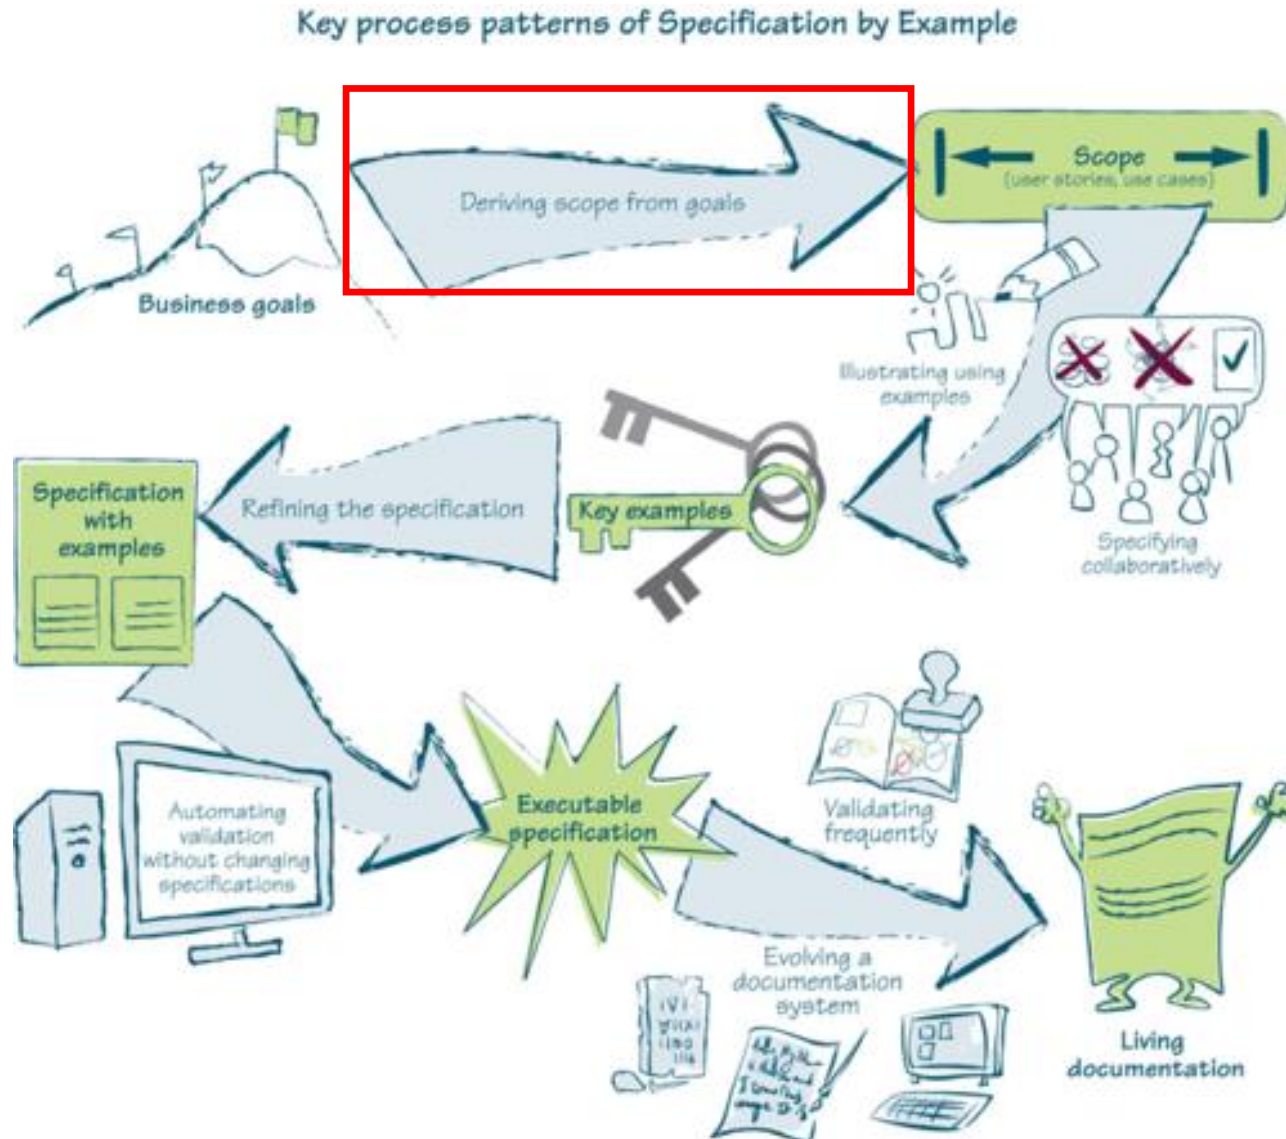 Key process patterns of Specification by Example
Deriving scope from goals
Scope
(user stories, use cases)
Business goals
Illustrating using
examples
Specification
with
examples
Refining the specification
Key examples
Specifying
collaboratively
Automating
validation
without changing
specifications
Executable
specification
Validating
frequently
Evolving a
documentation
system
Living
documentation